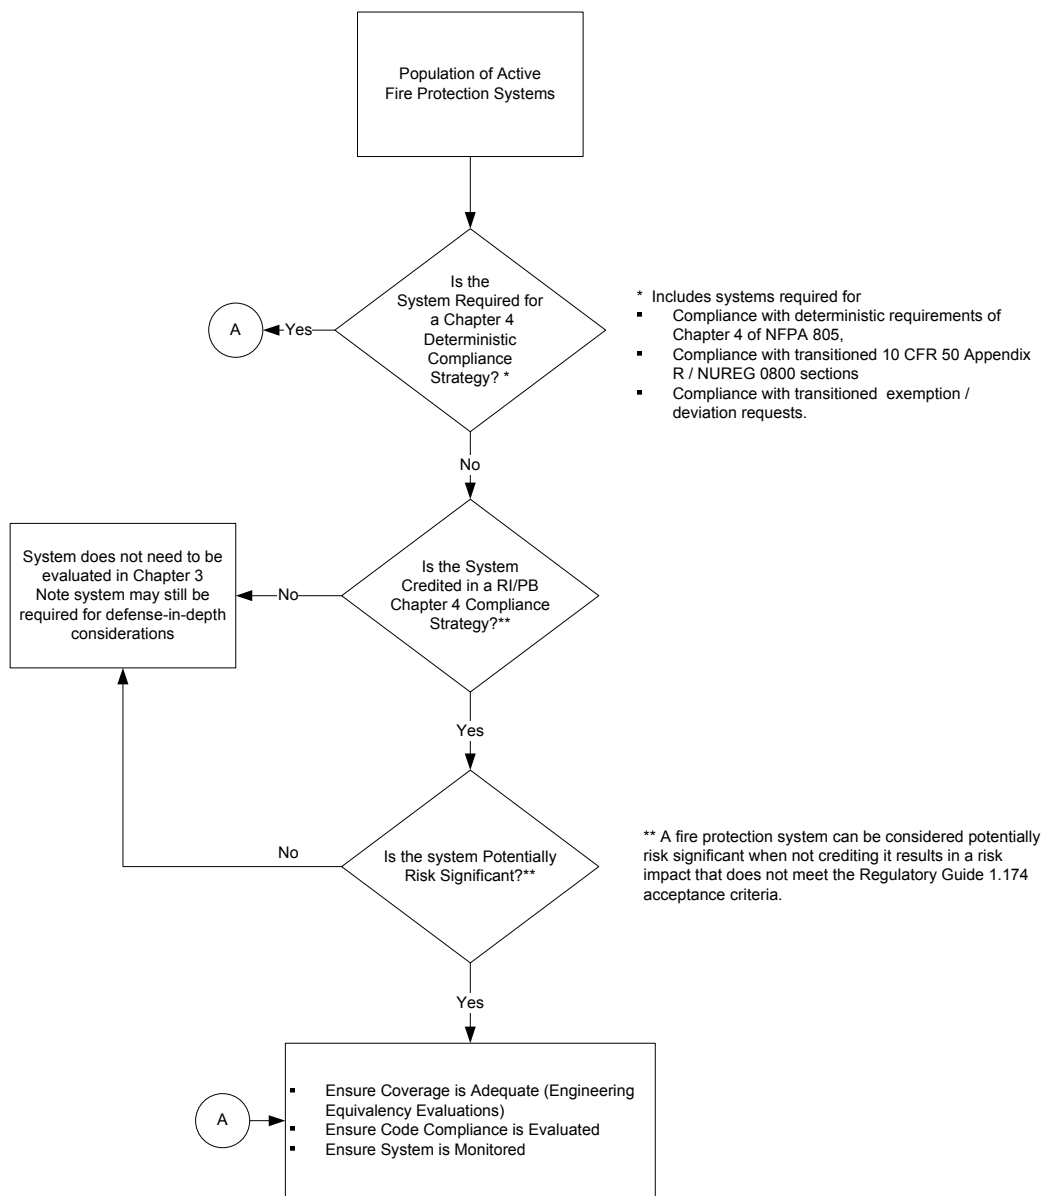 Population of Active
Fire Protection Systems
Is the
System Required for
a Chapter 4
Deterministic
Compliance
Strategy? *
Yes
A
* Includes systems required for
▪ Compliance with deterministic requirements of
Chapter 4 of NFPA 805,
▪ Compliance with transitioned 10 CFR 50 Appendix
R / NUREG 0800 sections
▪ Compliance with transitioned exemption /
deviation requests.
No
Is the System
Credited in a RI/PB
Chapter 4 Compliance
Strategy?**
No
System does not need to be
evaluated in Chapter 3
Note system may still be
required for defense-in-depth
considerations
Yes
Is the system Potentially
Risk Significant?**
No
** A fire protection system can be considered potentially
risk significant when not crediting it results in a risk
impact that does not meet the Regulatory Guide 1.174
acceptance criteria.
Yes
A
▪ Ensure Coverage is Adequate (Engineering
Equivalency Evaluations)
▪ Ensure Code Compliance is Evaluated
▪ Ensure System is Monitored